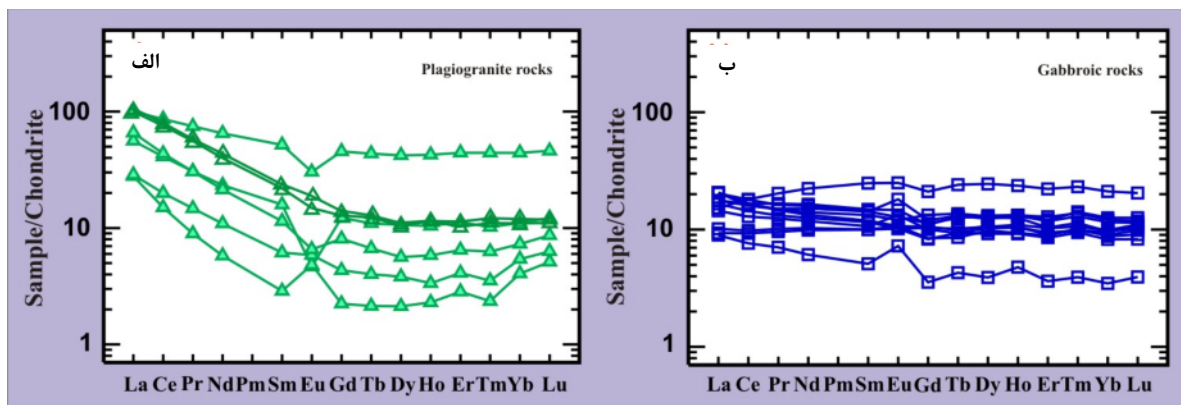 الف
Plagiogranite rocks
Sample/Chondrite
100
10
1
La Ce Pr Nd Pm Sm Eu Gd Tb Dy Ho Er Tm Yb Lu
ب
Gabbroic rocks
Sample/Chondrite
100
10
1
La Ce Pr Nd Pm Sm Eu Gd Tb Dy Ho Er Tm Yb Lu